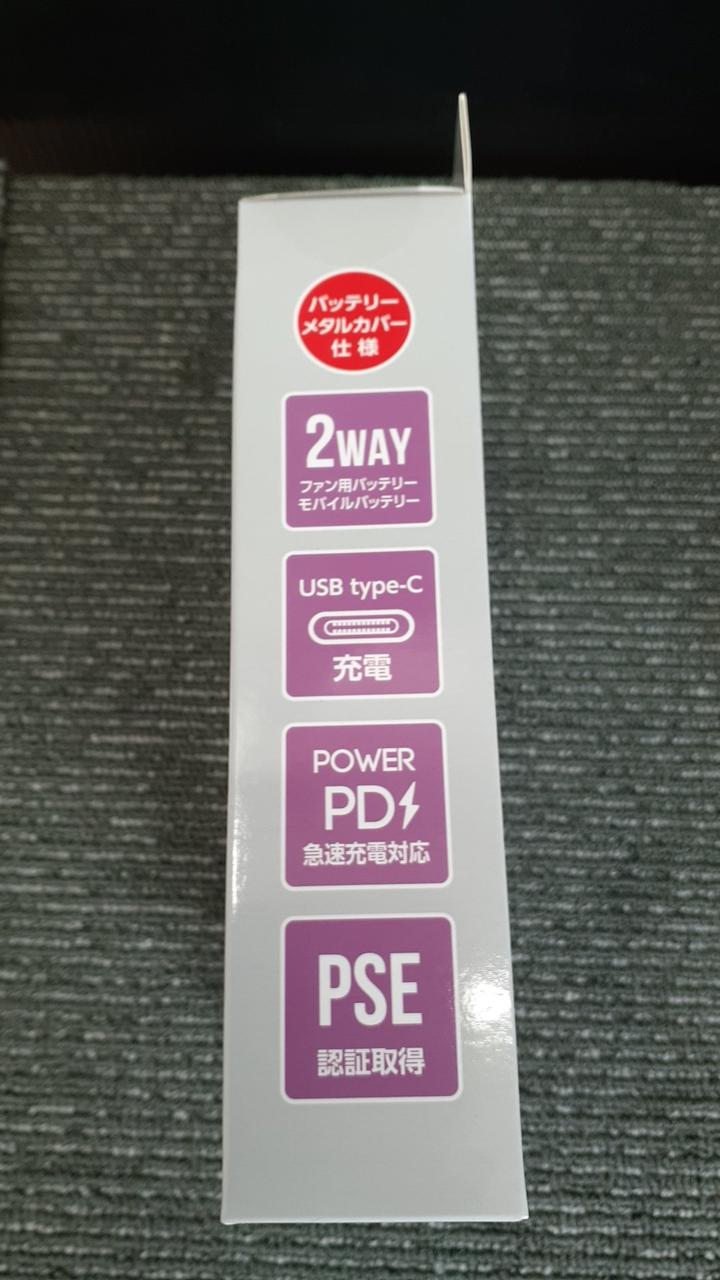 バッテリー
メタルカバー
仕様
2WAY
ファン用バッテリー
モバイルバッテリー
USB type-C
充電
POWER
PD
急速充電対応
PSE
認証取得